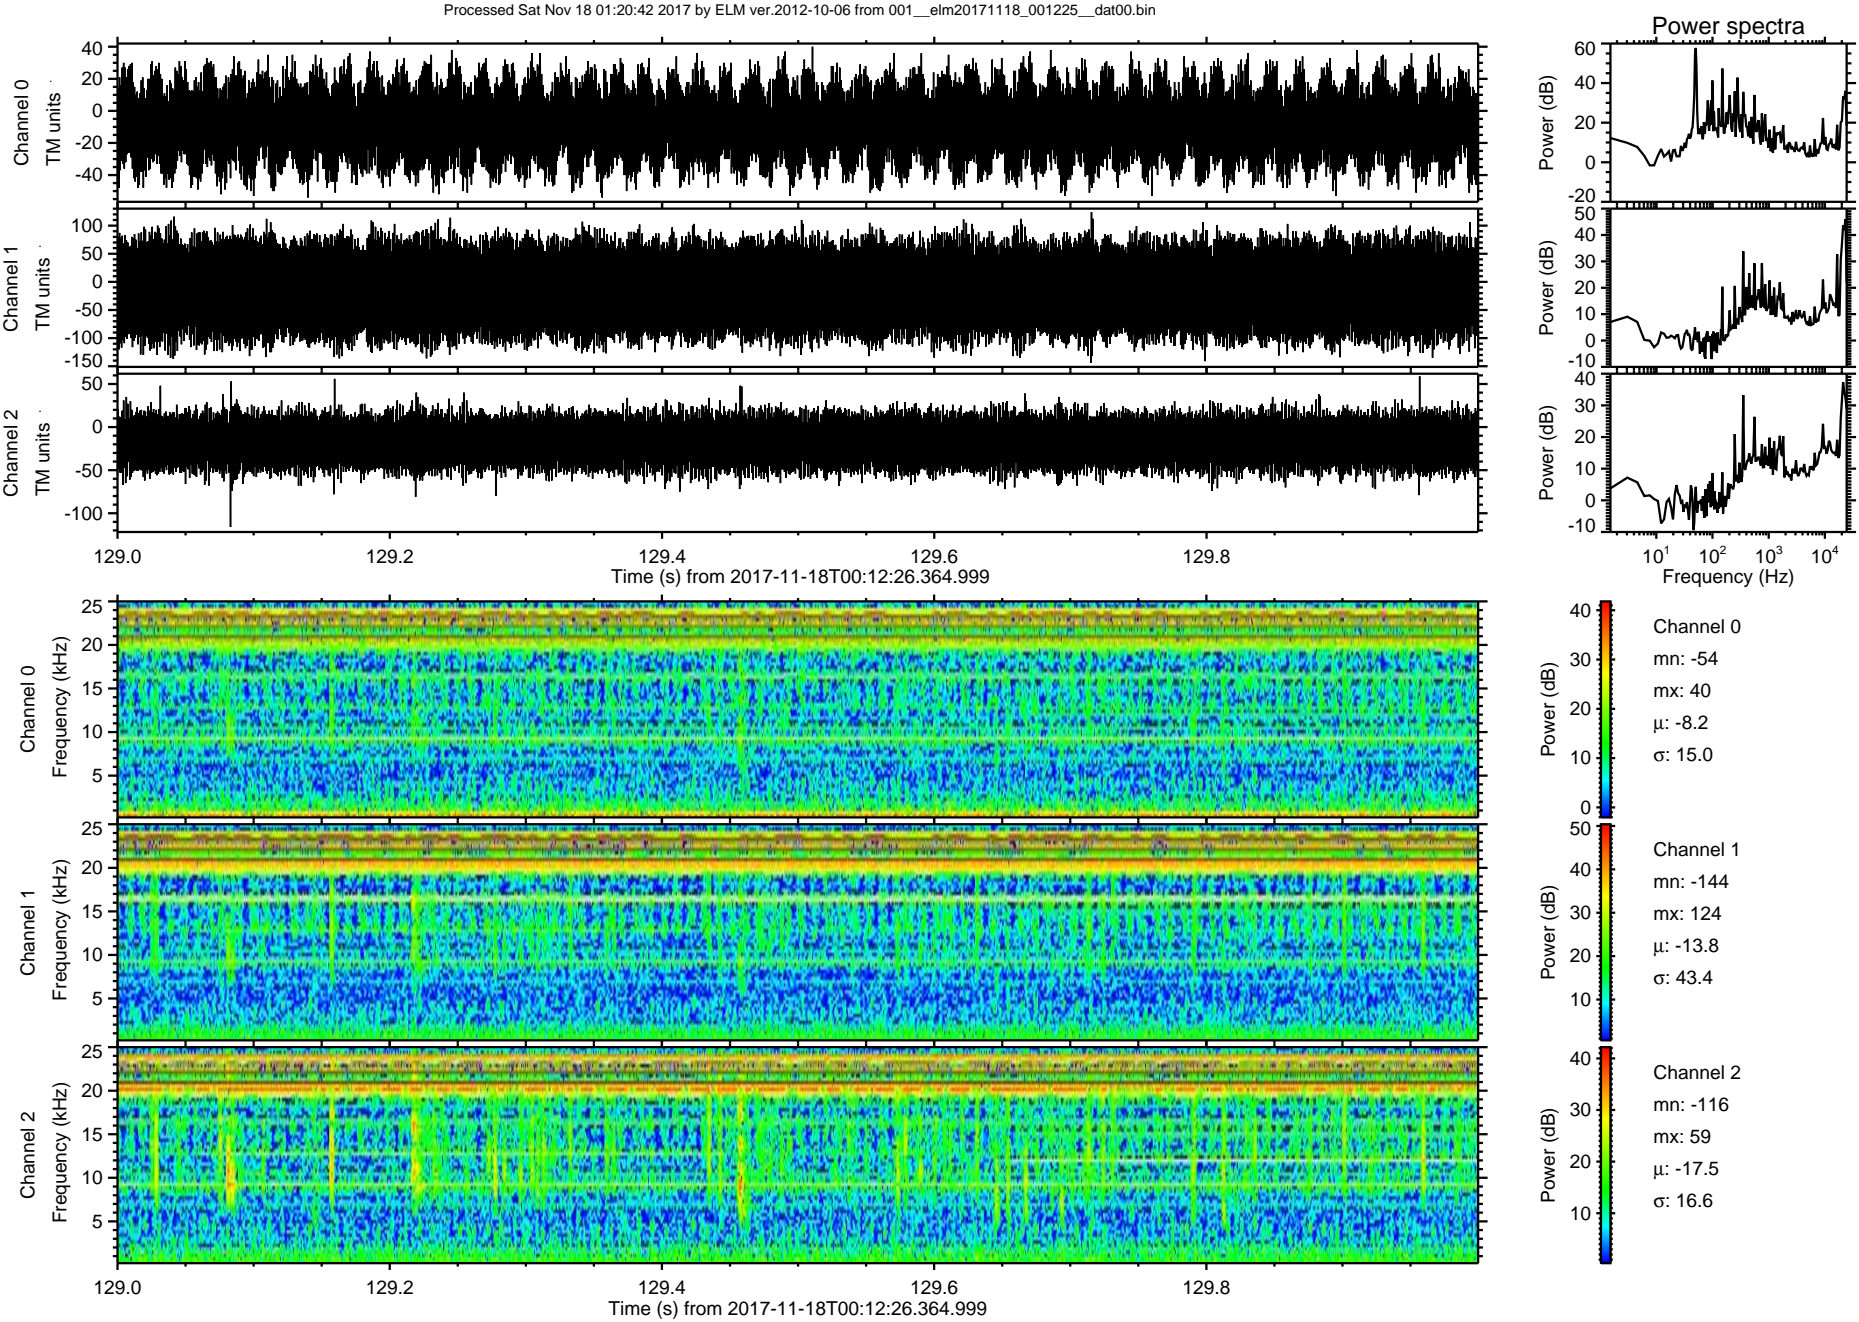 Processed Sat Nov 18 01:20:42 2017 by ELM ver.2012-10-06 from 001__elm20171118_001225__dat00.bin
Power spectra
Channel 0
TM units
40
20
0
-20
-40
Power (dB)
60
40
20
0
-20
Channel 1
TM units
100
50
0
-50
-100
-150
Power (dB)
50
40
30
20
10
0
-10
Channel 2
TM units
50
0
-50
-100
Power (dB)
40
30
20
10
0
-10
129.0 129.2 129.4 129.6 129.8
Time (s) from 2017-11-18T00:12:26.364.999
10^1 10^2 10^3 10^4
Frequency (Hz)
Channel 0
Frequency (kHz)
25
20
15
10
5
Power (dB)
40
30
20
10
0
Channel 0
mn: -54
mx: 40
μ: -8.2
σ: 15.0
Channel 1
Frequency (kHz)
25
20
15
10
5
Power (dB)
50
40
30
20
10
Channel 1
mn: -144
mx: 124
μ: -13.8
σ: 43.4
Channel 2
Frequency (kHz)
25
20
15
10
5
Power (dB)
40
30
20
10
Channel 2
mn: -116
mx: 59
μ: -17.5
σ: 16.6
129.0 129.2 129.4 129.6 129.8
Time (s) from 2017-11-18T00:12:26.364.999